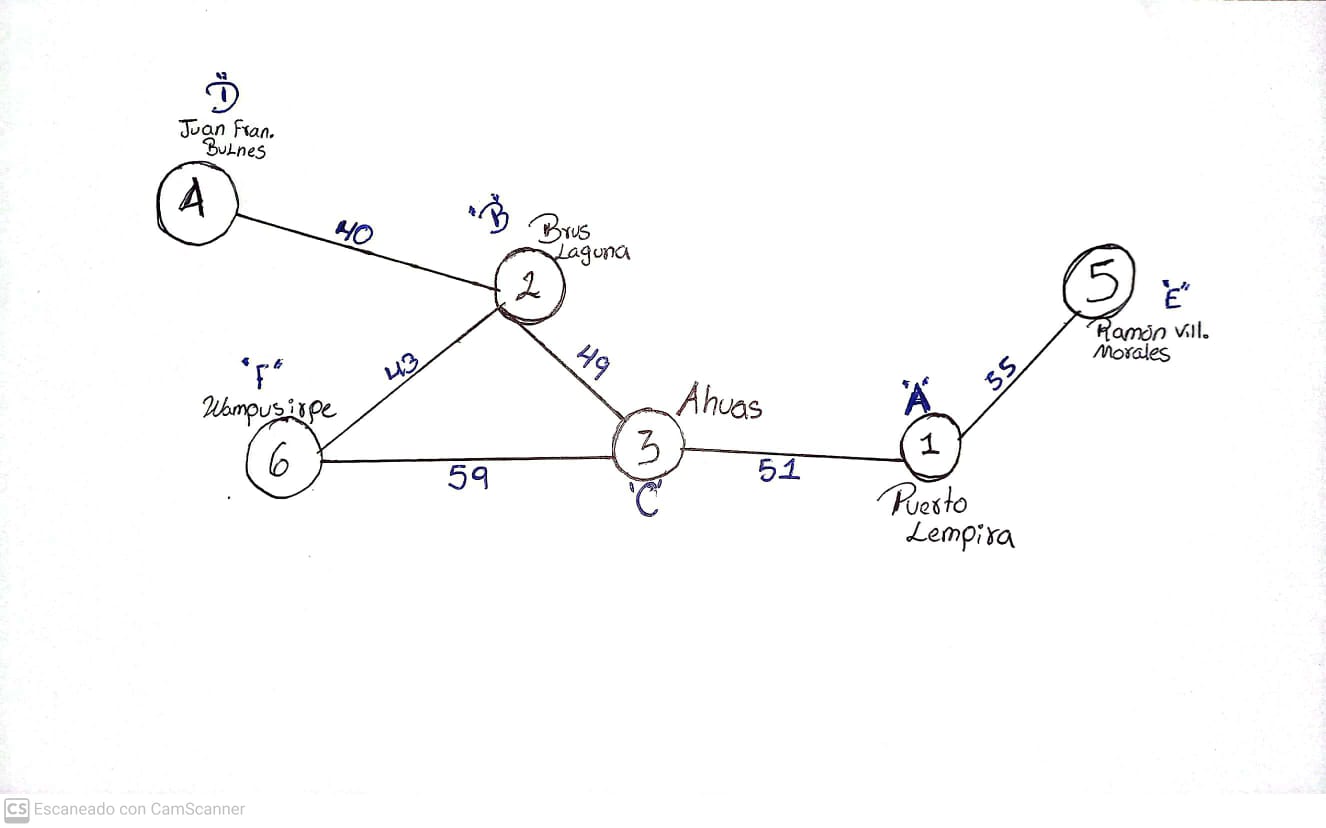 "D"
Juan Fran.
Bulnes
4
40
"B"
Brus
Laguna
2
5
"E"
Ramón Vill.
Morales
55
43
49
"F"
Wampusirpe
6
59
Ahuas
3
"C"
51
"A"
1
Puerto
Lempira
CS Escaneado con CamScanner